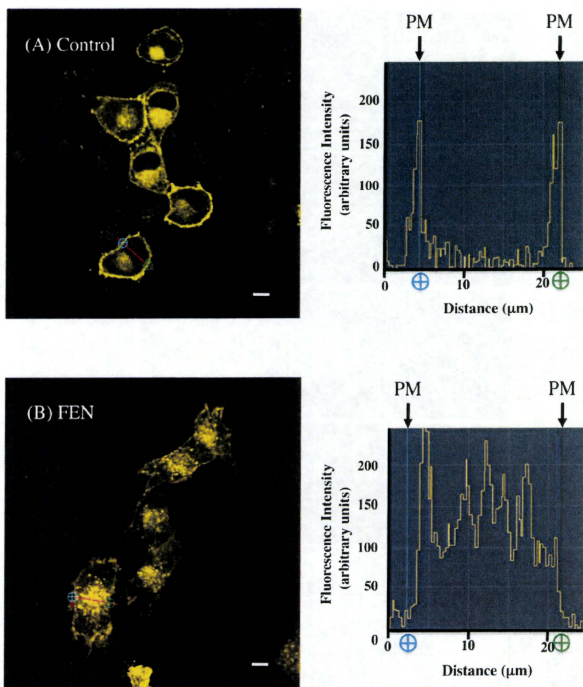 (A) Control
PM PM
Fluorescence Intensity
(arbitrary units)
200
150
100
50
0
0 10 20
Distance (μm)
(B) FEN
PM PM
Fluorescence Intensity
(arbitrary units)
200
150
100
50
0
0 10 20
Distance (μm)